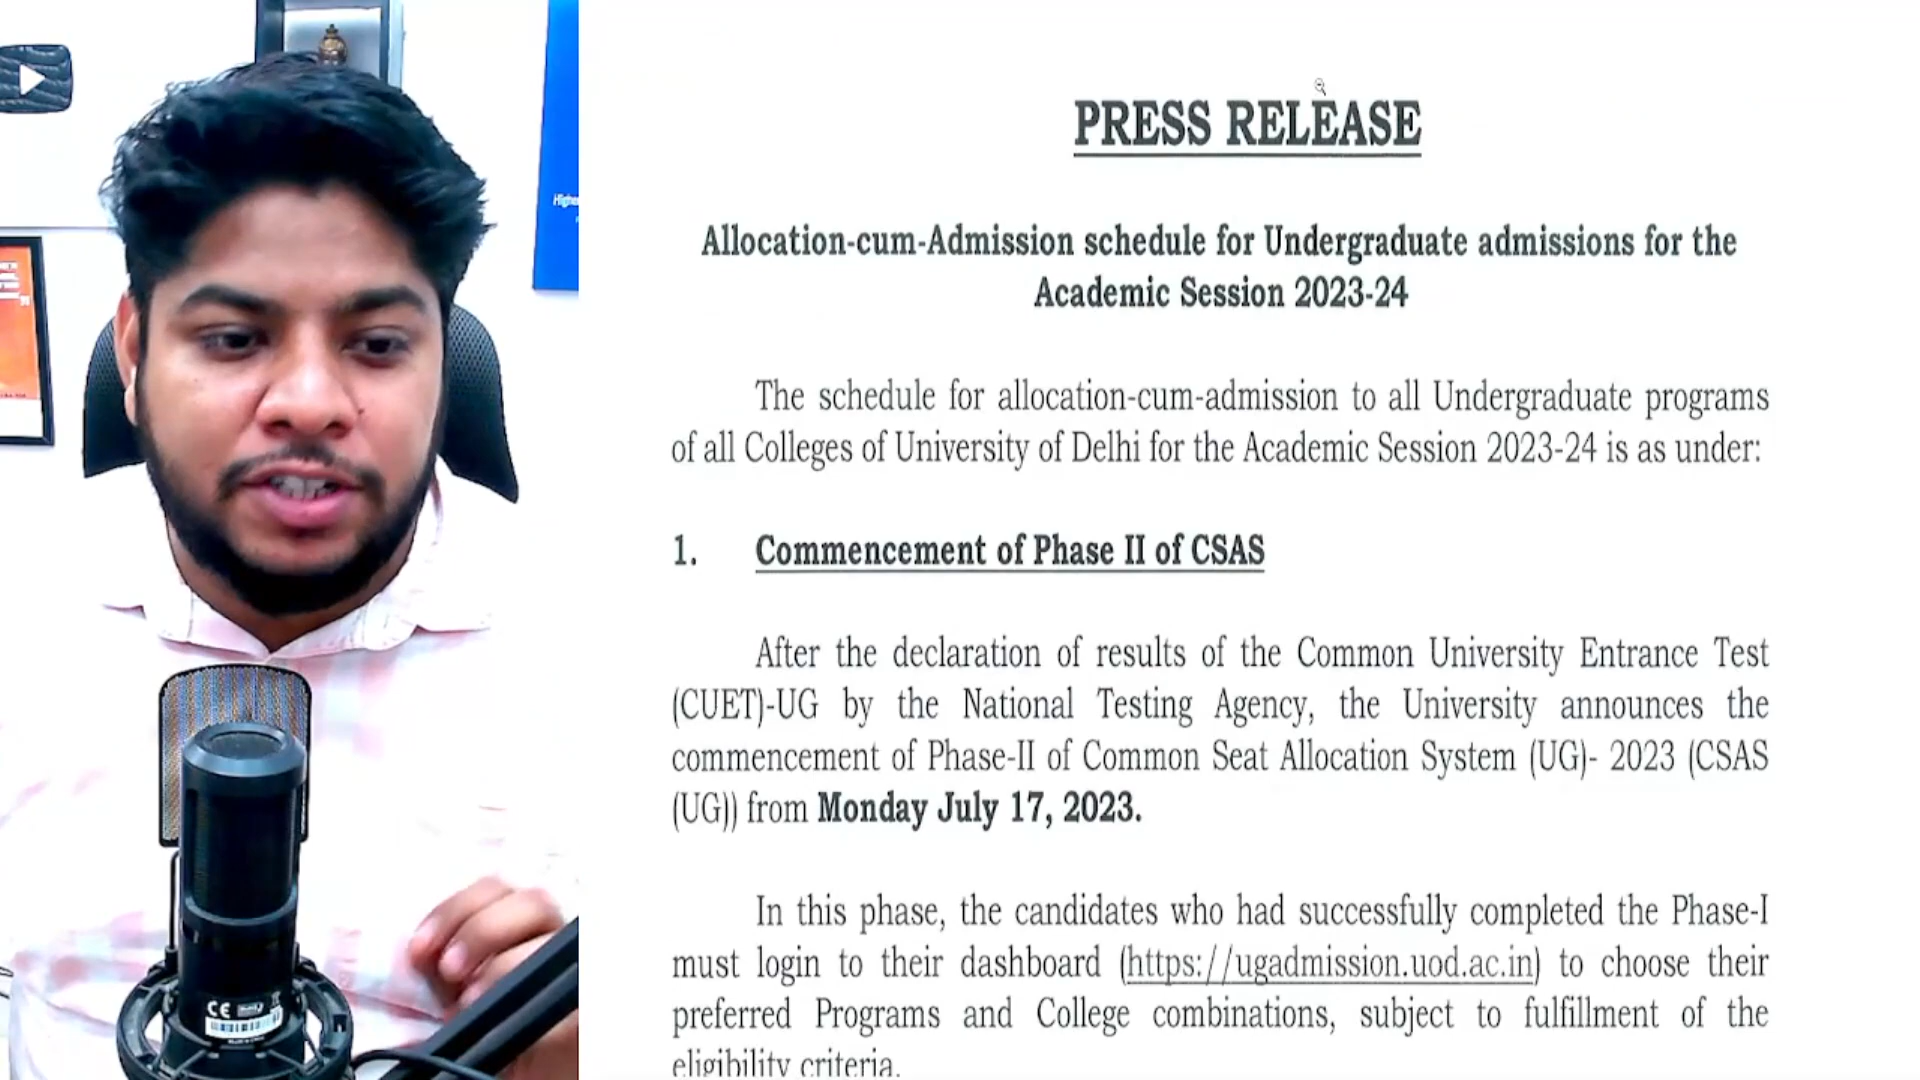 PRESS RELEASE
Allocation-cum-Admission schedule for Undergraduate admissions for the
Academic Session 2023-24
The schedule for allocation-cum-admission to all Undergraduate programs
of all Colleges of University of Delhi for the Academic Session 2023-24 is as under:
1. Commencement of Phase II of CSAS
After the declaration of results of the Common University Entrance Test
(CUET)-UG by the National Testing Agency, the University announces the
commencement of Phase-II of Common Seat Allocation System (UG)- 2023 (CSAS
(UG)) from Monday July 17, 2023.
In this phase, the candidates who had successfully completed the Phase-I
must login to their dashboard (https://ugadmission.uod.ac.in) to choose their
preferred Programs and College combinations, subject to fulfillment of the
eligibility criteria.
Highe
CE